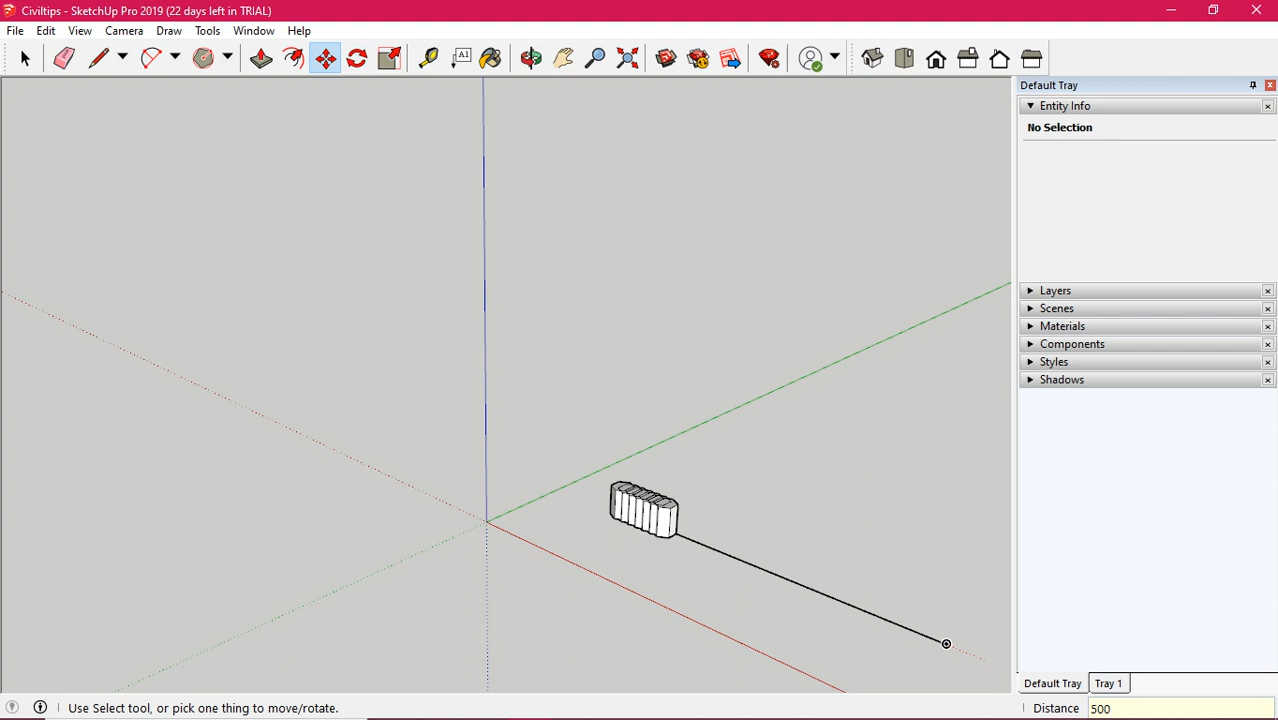 Civiltips - SketchUp Pro 2019 (22 days left in TRIAL)
File Edit View Camera Draw Tools Window Help
A1
Default Tray
Entity Info
No Selection
Layers
Scenes
Materials
Components
Styles
Shadows
Default Tray Tray 1
Use Select tool, or pick one thing to move/rotate.
Distance 500